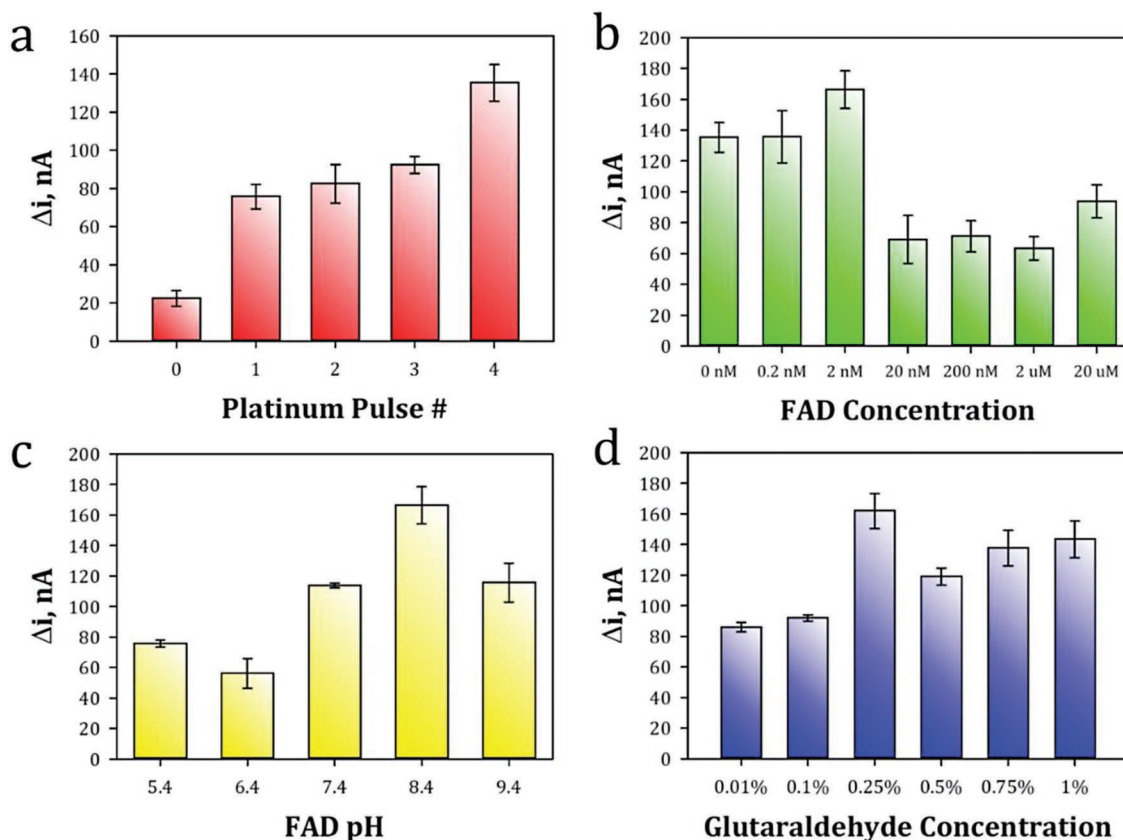 a
160
140
120
100
80
60
40
20
0
Δi, nA
0 1 2 3 4
Platinum Pulse #
b
200
180
160
140
120
100
80
60
40
20
0
Δi, nA
0 nM 0.2 nM 2 nM 20 nM 200 nM 2 uM 20 uM
FAD Concentration
c
200
180
160
140
120
100
80
60
40
20
0
Δi, nA
5.4 6.4 7.4 8.4 9.4
FAD pH
d
200
180
160
140
120
100
80
60
40
20
0
Δi, nA
0.01% 0.1% 0.25% 0.5% 0.75% 1%
Glutaraldehyde Concentration